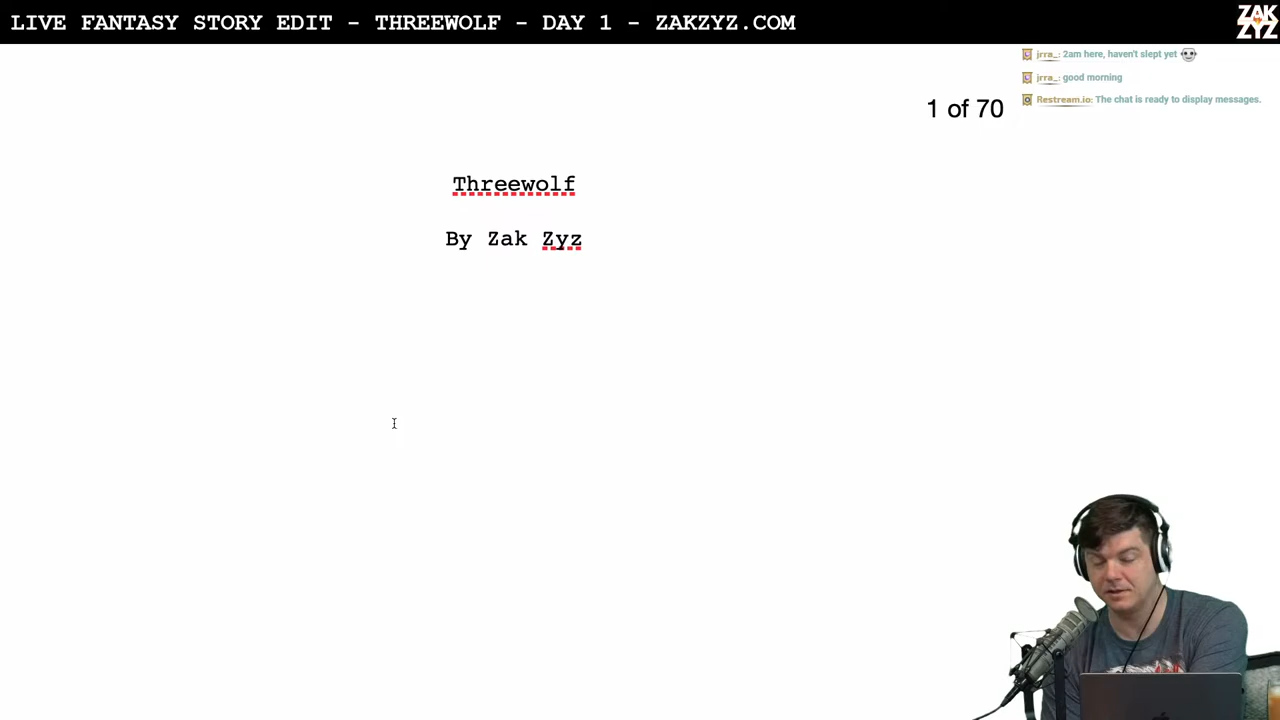 LIVE FANTASY STORY EDIT - THREEWOLF - DAY 1 - ZAKZYZ.COM
ZAK
ZYZ
jrra_: 2am here, haven't slept yet
jrra_: good morning
Restream.io: The chat is ready to display messages.
1 of 70
Threewolf
By Zak Zyz